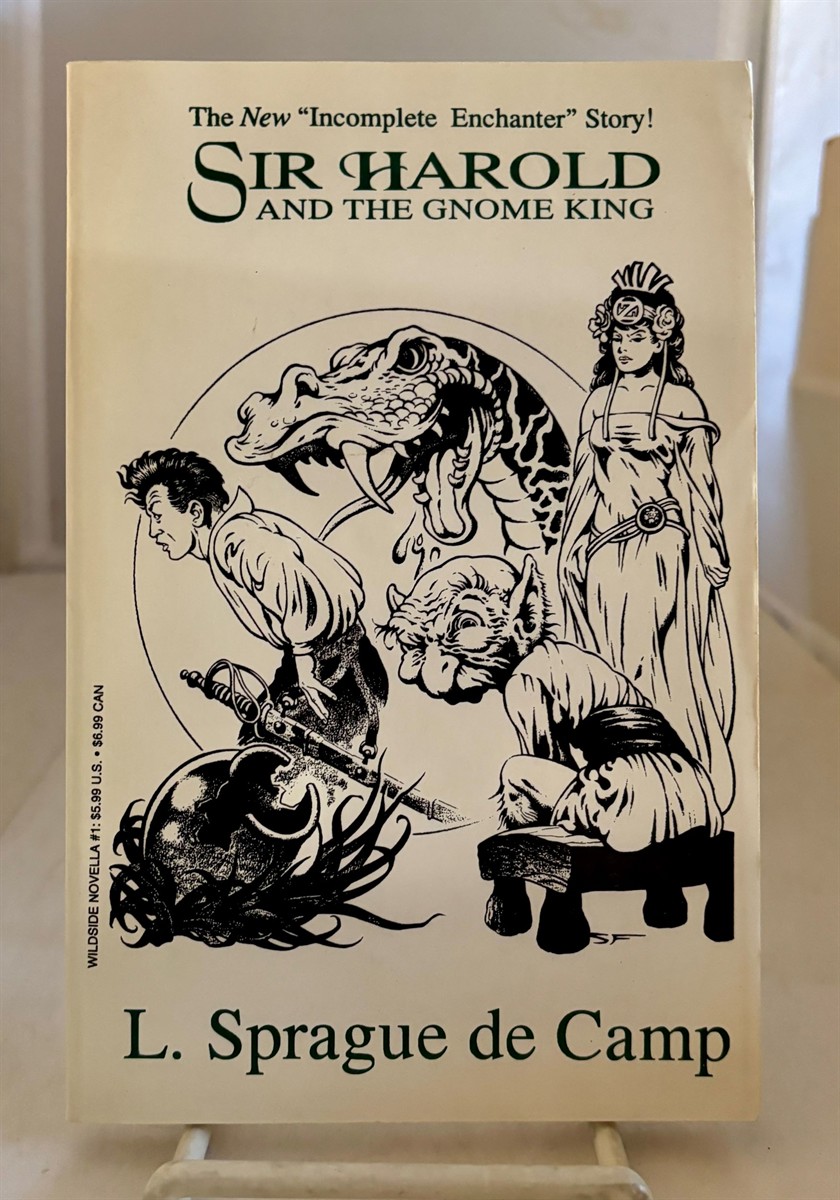 The New “Incomplete Enchanter” Story!
SIR HAROLD
AND THE GNOME KING
OZ
WILDSIDE NOVELLA #1: $5.99 U.S. • $6.99 CAN
SF
L. Sprague de Camp